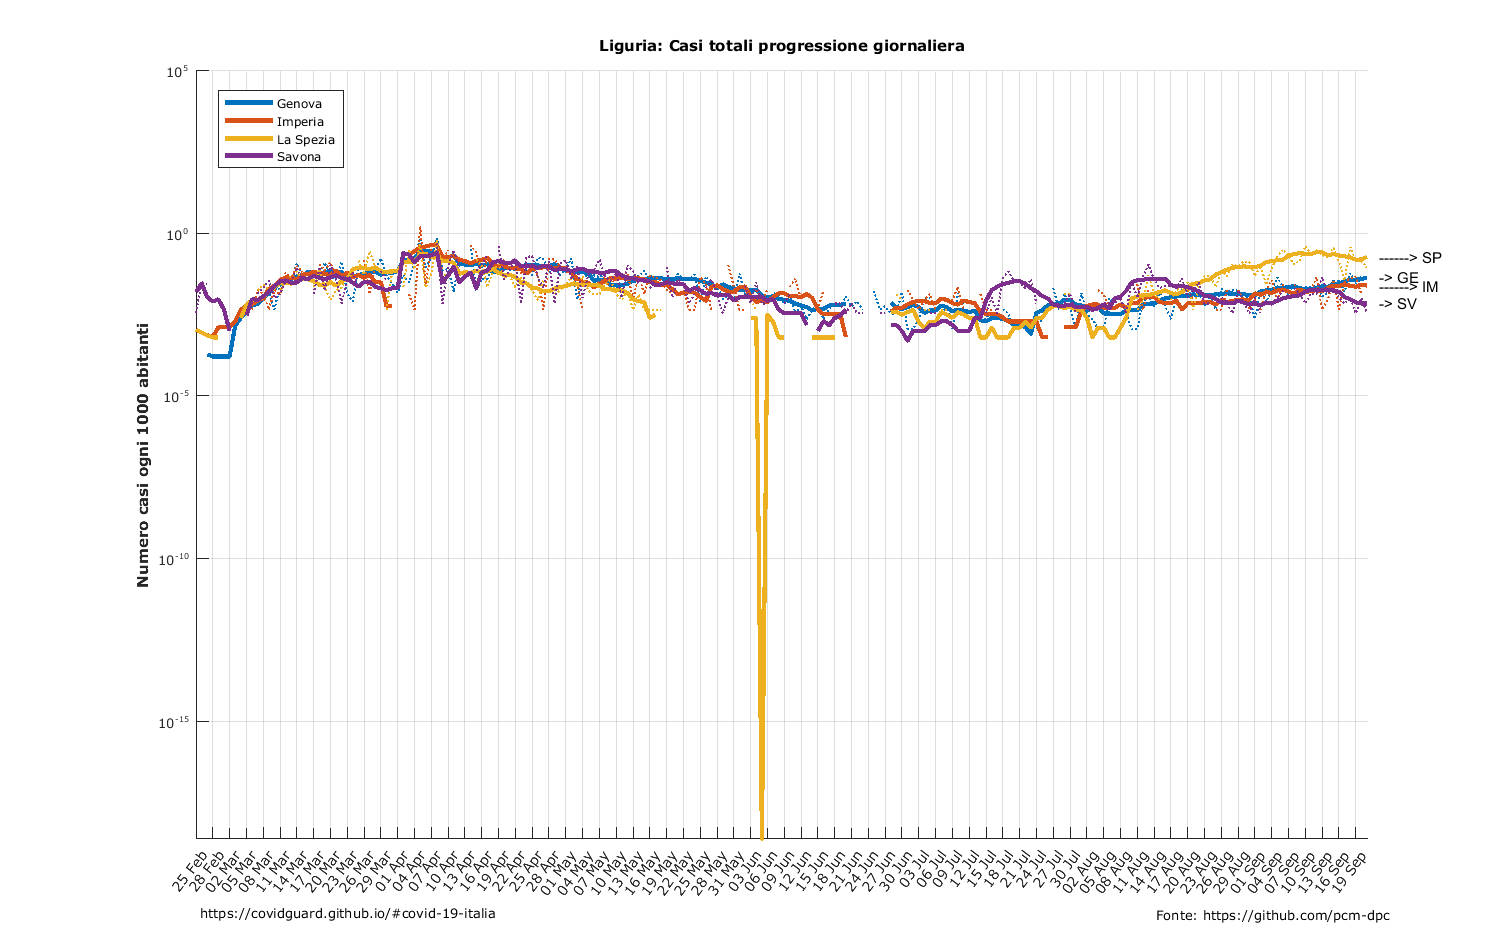 Liguria: Casi totali progressione giornaliera
10^5
10^0
10^-5
10^-10
10^-15
Numero casi ogni 1000 abitanti
Genova
Imperia
La Spezia
Savona
------> SP
-> GE
------> IM
-> SV
25 Feb
28 Feb
02 Mar
05 Mar
08 Mar
11 Mar
14 Mar
17 Mar
20 Mar
23 Mar
26 Mar
29 Mar
01 Apr
04 Apr
07 Apr
10 Apr
13 Apr
16 Apr
19 Apr
22 Apr
25 Apr
28 Apr
01 May
04 May
07 May
10 May
13 May
16 May
19 May
22 May
25 May
28 May
31 May
03 Jun
06 Jun
09 Jun
12 Jun
15 Jun
18 Jun
21 Jun
24 Jun
27 Jun
30 Jun
03 Jul
06 Jul
09 Jul
12 Jul
15 Jul
18 Jul
21 Jul
24 Jul
27 Jul
30 Jul
02 Aug
05 Aug
08 Aug
11 Aug
14 Aug
17 Aug
20 Aug
23 Aug
26 Aug
29 Aug
01 Sep
04 Sep
07 Sep
10 Sep
13 Sep
16 Sep
19 Sep
https://covidguard.github.io/#covid-19-italia
Fonte: https://github.com/pcm-dpc